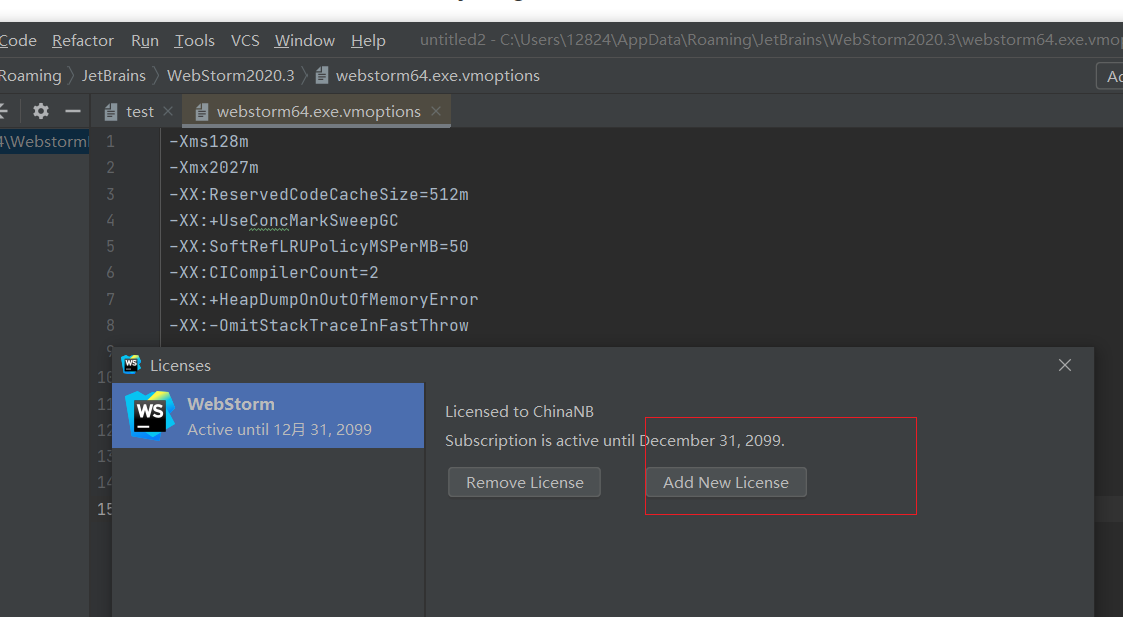 Code Refactor Run Tools VCS Window Help untitled2 - C:\Users\12824\AppData\Roaming\JetBrains\WebStorm2020.3\webstorm64.exe.vmop
Roaming JetBrains WebStorm2020.3 webstorm64.exe.vmoptions
test webstorm64.exe.vmoptions
1 -Xms128m
2 -Xmx2027m
3 -XX:ReservedCodeCacheSize=512m
4 -XX:+UseConcMarkSweepGC
5 -XX:SoftRefLRUPolicyMSPerMB=50
6 -XX:CICompilerCount=2
7 -XX:+HeapDumpOnOutOfMemoryError
8 -XX:-OmitStackTraceInFastThrow
9
10
11
12
13
14
15
Licenses
WS
WebStorm
Active until 12月 31, 2099
Licensed to ChinaNB
Subscription is active until December 31, 2099.
Remove License Add New License